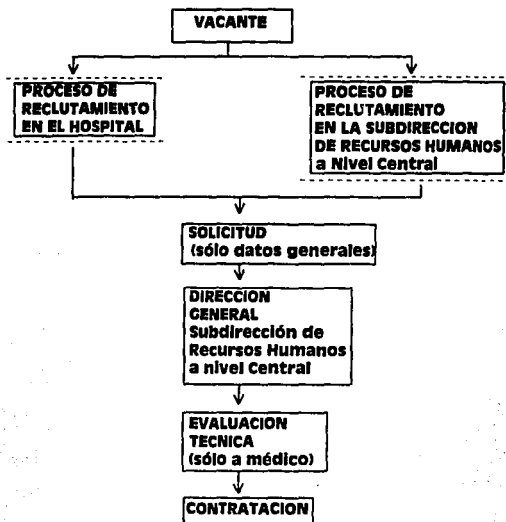 VACANTE
PROCESO DE
RECLUTAMIENTO
EN EL HOSPITAL
PROCESO DE
RECLUTAMIENTO
EN LA SUBDIRECCION
DE RECURSOS HUMANOS
a Nivel Central
SOLICITUD
(sólo datos generales)
DIRECCION
GENERAL
Subdirección de
Recursos Humanos
a nivel Central
EVALUACION
TECNICA
(sólo a médico)
CONTRATACION